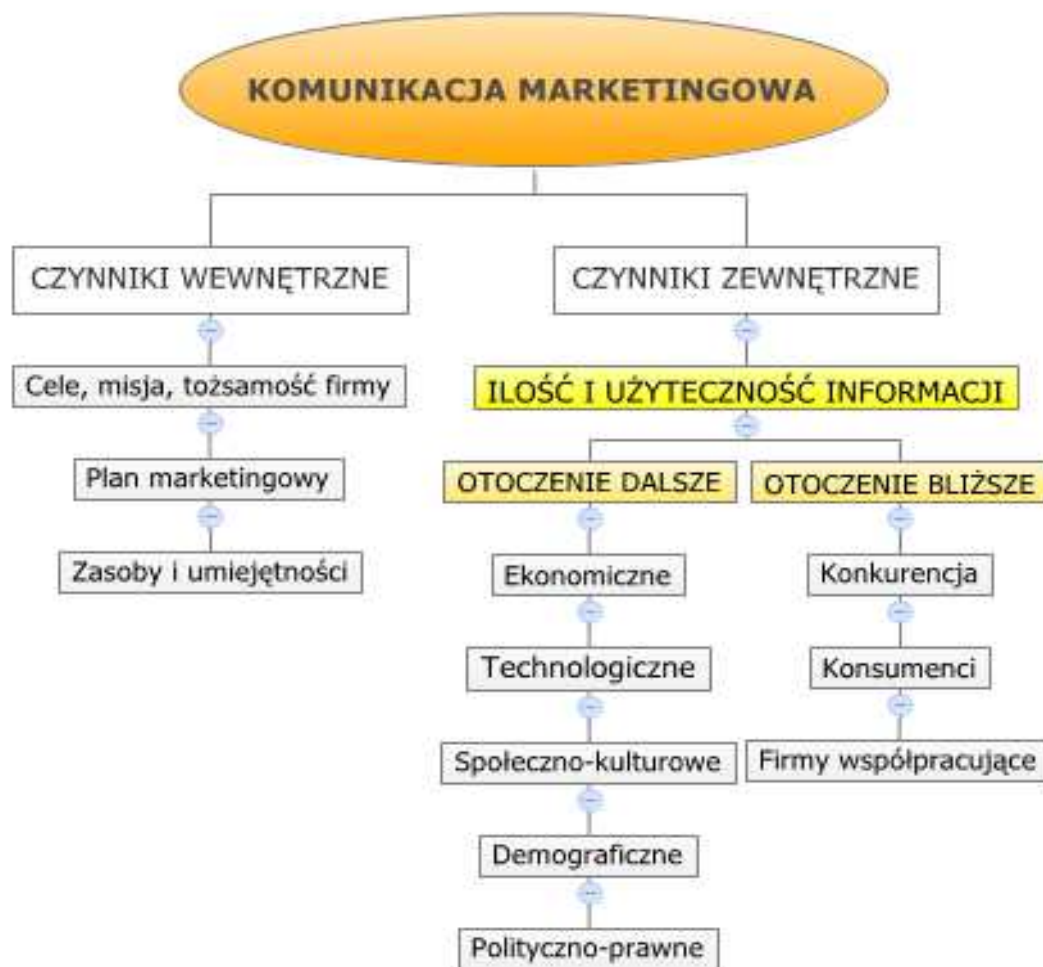 KOMUNIKACJA MARKETINGOWA
CZYNNIKI WEWNĘTRZNE
Cele, misja, tożsamość firmy
Plan marketingowy
Zasoby i umiejętności
CZYNNIKI ZEWNĘTRZNE
ILOŚĆ I UŻYTECZNOŚĆ INFORMACJI
OTOCZENIE DALSZE
Ekonomiczne
Technologiczne
Społeczno-kulturowe
Demograficzne
Polityczno-prawne
OTOCZENIE BLIŻSZE
Konkurencja
Konsumenci
Firmy współpracujące